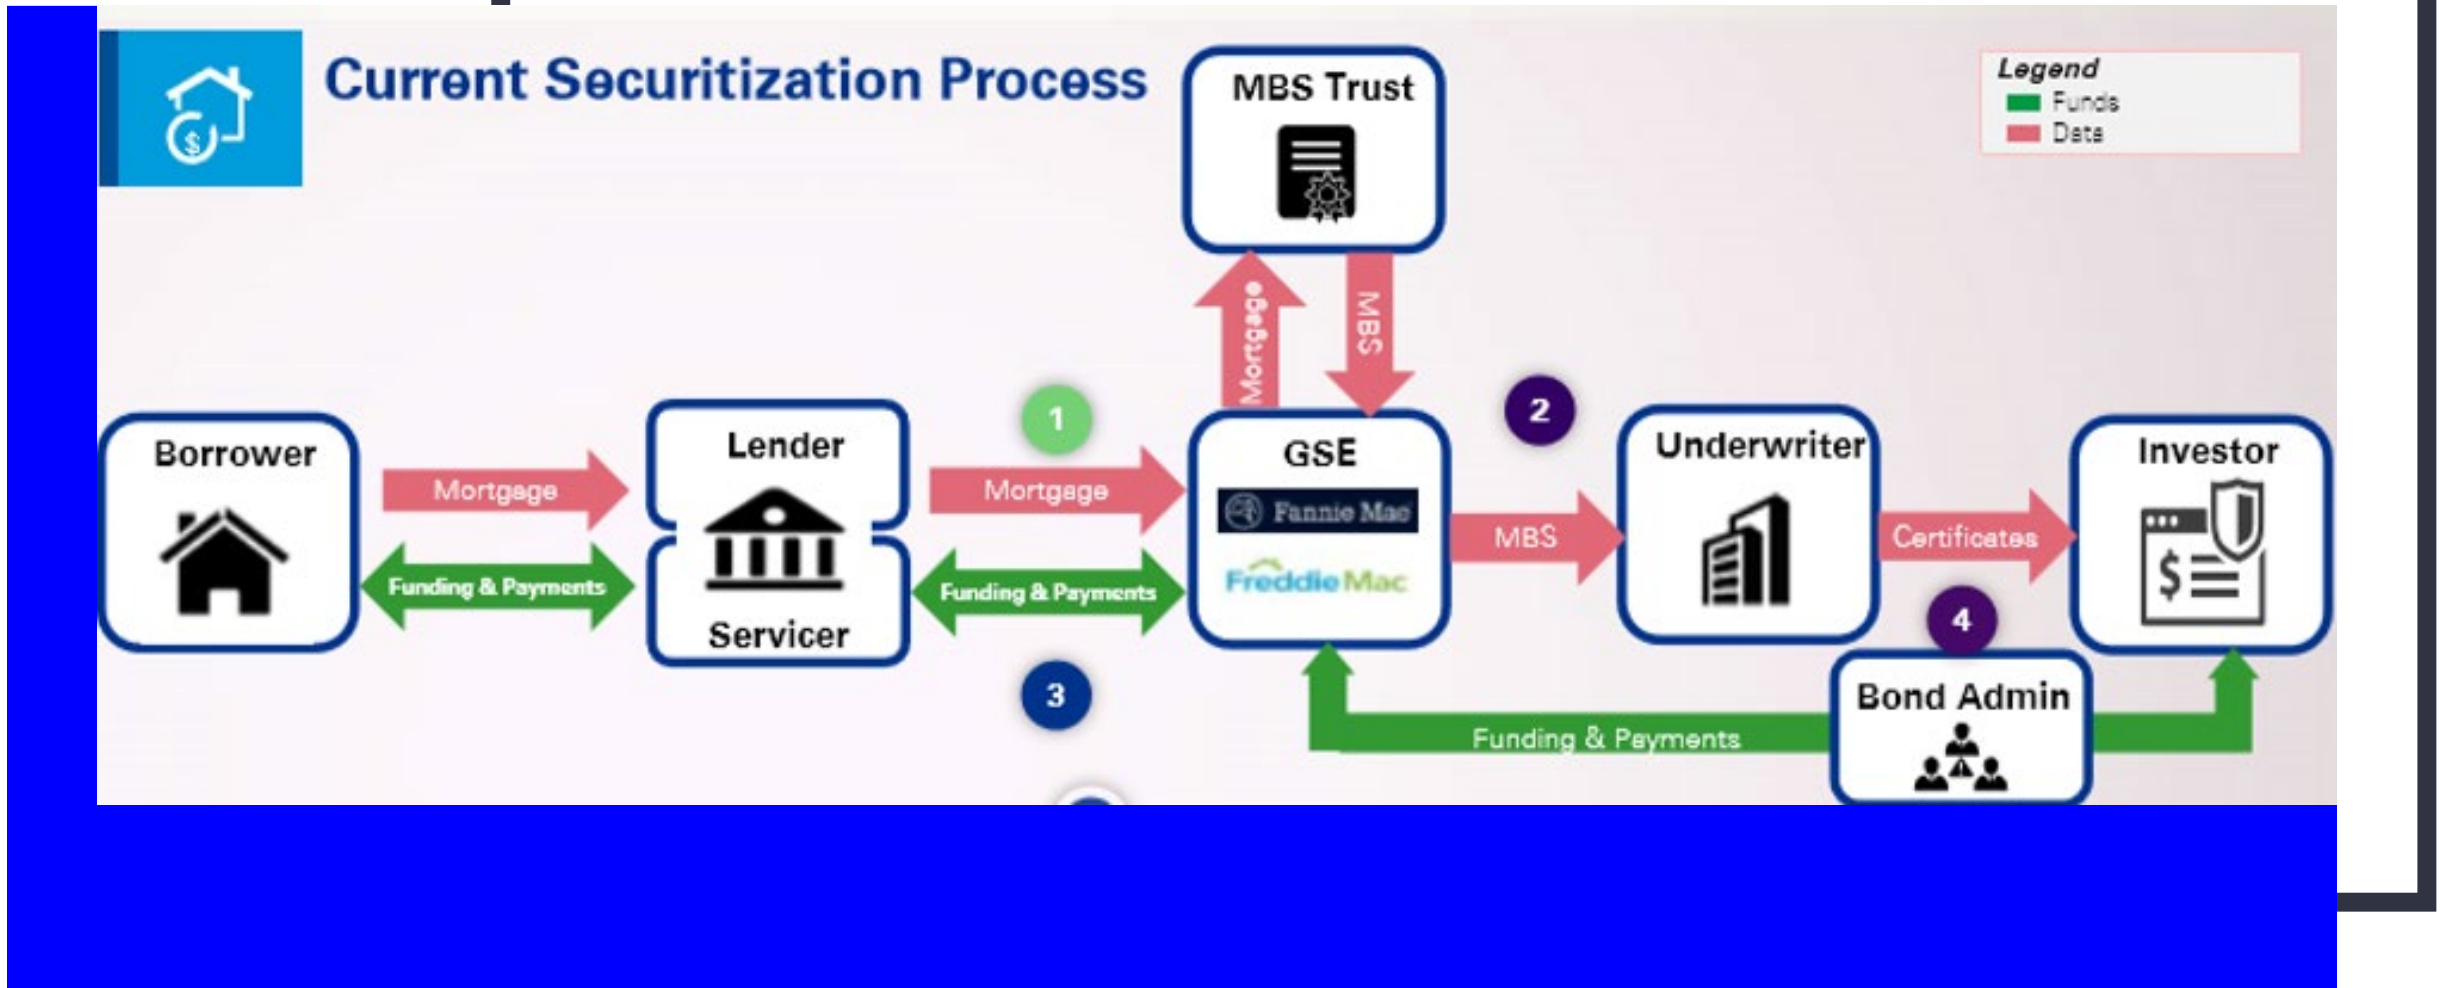 Current Securitization Process
MBS Trust
Legend
Funds
Data
Mortgage
MBS
1
2
Borrower
Lender
GSE
Underwriter
Investor
Mortgage
Mortgage
Fannie Mae
MBS
Certificates
Freddie Mac
Funding & Payments
Funding & Payments
Servicer
4
3
Bond Admin
Funding & Payments
$
$